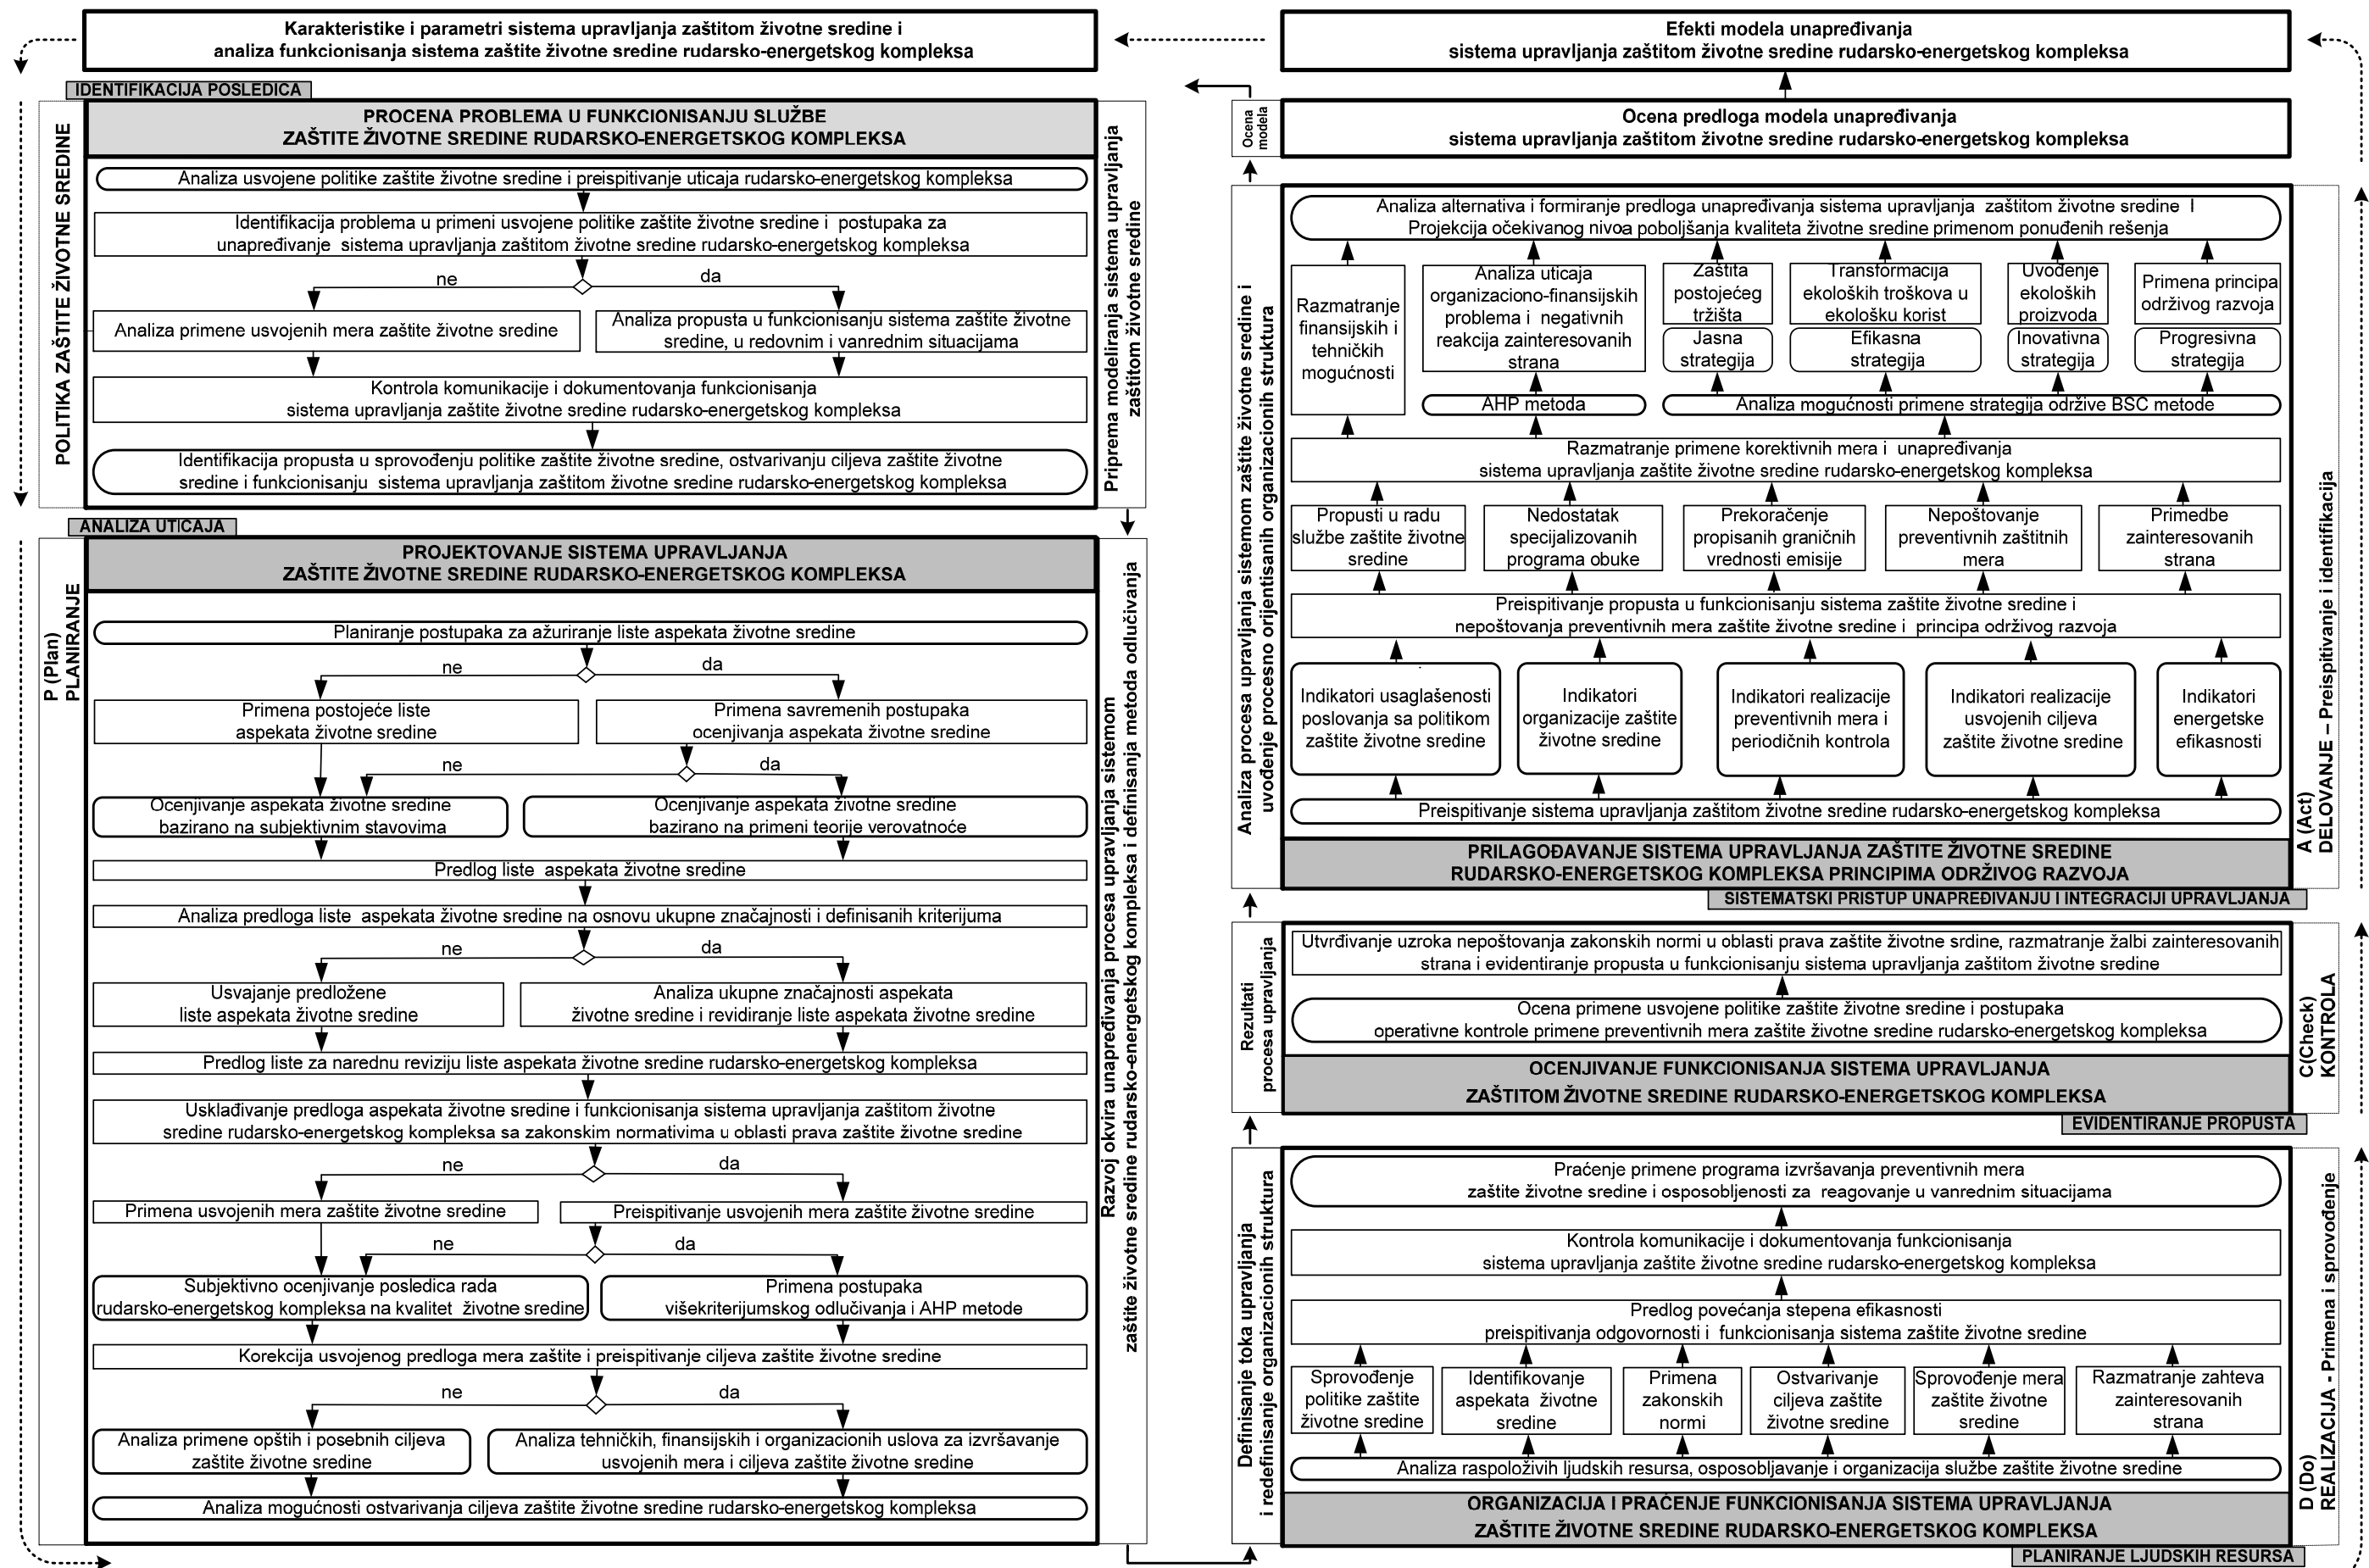 Karakteristike i parametri sistema upravljanja zaštitom životne sredine i
analiza funkcionisanja sistema zaštite životne sredine rudarsko-energetskog kompleksa
IDENTIFIKACIJA POSLEDICA
POLITIKA ZAŠTITE ŽIVOTNE SREDINE
PROCENA PROBLEMA U FUNKCIONISANJU SLUŽBE
ZAŠTITE ŽIVOTNE SREDINE RUDARSKO-ENERGETSKOG KOMPLEKSA
Analiza usvojene politike zaštite životne sredine i preispitivanje uticaja rudarsko-energetskog kompleksa
Identifikacija problema u primeni usvojene politike zaštite životne sredine i postupaka za
unapređivanje sistema upravljanja zaštitom životne sredine rudarsko-energetskog kompleksa
ne
da
Analiza primene usvojenih mera zaštite životne sredine
Analiza propusta u funkcionisanju sistema zaštite životne
sredine, u redovnim i vanrednim situacijama
Kontrola komunikacije i dokumentovanja funkcionisanja
sistema upravljanja zaštite životne sredine rudarsko-energetskog kompleksa
Identifikacija propusta u sprovođenju politike zaštite životne sredine, ostvarivanju ciljeva zaštite životne
sredine i funkcionisanju sistema upravljanja zaštitom životne sredine rudarsko-energetskog kompleksa
Priprema modeliranja sistema upravljanja
zaštitom životne sredine
ANALIZA UTICAJA
P (Plan)
PLANIRANJE
PROJEKTOVANJE SISTEMA UPRAVLJANJA
ZAŠTITE ŽIVOTNE SREDINE RUDARSKO-ENERGETSKOG KOMPLEKSA
Planiranje postupaka za ažuriranje liste aspekata životne sredine
ne
da
Primena postojeće liste
aspekata životne sredine
Primena savremenih postupaka
ocenjivanja aspekata životne sredine
ne
da
Ocenjivanje aspekata životne sredine
bazirano na subjektivnim stavovima
Ocenjivanje aspekata životne sredine
bazirano na primeni teorije verovatnoće
Predlog liste aspekata životne sredine
Analiza predloga liste aspekata životne sredine na osnovu ukupne značajnosti i definisanih kriterijuma
ne
da
Usvajanje predložene
liste aspekata životne sredine
Analiza ukupne značajnosti aspekata
životne sredine i revidiranje liste aspekata životne sredine
Predlog liste za narednu reviziju liste aspekata životne sredine rudarsko-energetskog kompleksa
Usklađivanje predloga aspekata životne sredine i funkcionisanja sistema upravljanja zaštitom životne
sredine rudarsko-energetskog kompleksa sa zakonskim normativima u oblasti prava zaštite životne sredine
ne
da
Primena usvojenih mera zaštite životne sredine
Preispitivanje usvojenih mera zaštite životne sredine
ne
da
Subjektivno ocenjivanje posledica rada
rudarsko-energetskog kompleksa na kvalitet životne sredine
Primena postupaka
višekriterijumskog odlučivanja i AHP metode
Korekcija usvojenog predloga mera zaštite i preispitivanje ciljeva zaštite životne sredine
ne
da
Analiza primene opštih i posebnih ciljeva
zaštite životne sredine
Analiza tehničkih, finansijskih i organizacionih uslova za izvršavanje
usvojenih mera i ciljeva zaštite životne sredine
Analiza mogućnosti ostvarivanja ciljeva zaštite životne sredine rudarsko-energetskog kompleksa
Razvoj okvira unapređivanja procesa upravljanja sistemom
zaštite životne sredine rudarsko-energetskog kompleksa i definisanja metoda odlučivanja
Efekti modela unapređivanja
sistema upravljanja zaštitom životne sredine rudarsko-energetskog kompleksa
Ocena
modela
Ocena predloga modela unapređivanja
sistema upravljanja zaštitom životne sredine rudarsko-energetskog kompleksa
Analiza procesa upravljanja sistemom zaštite životne sredine i
uvođenje procesno orijentisanih organizacionih struktura
Analiza alternativa i formiranje predloga unapređivanja sistema upravljanja zaštitom životne sredine I
Projekcija očekivanog nivoa poboljšanja kvaliteta životne sredine primenom ponuđenih rešenja
Razmatranje
finansijskih i
tehničkih
mogućnosti
Analiza uticaja
organizaciono-finansijskih
problema i negativnih
reakcija zainteresovanih
strana
Zaštita
postojećeg
tržišta
Transformacija
ekoloških troškova u
ekološku korist
Uvođenje
ekoloških
proizvoda
Primena principa
održivog razvoja
Jasna
strategija
Efikasna
strategija
Inovativna
strategija
Progresivna
strategija
AHP metoda
Analiza mogućnosti primene strategija održive BSC metode
Razmatranje primene korektivnih mera i unapređivanja
sistema upravljanja zaštite životne sredine rudarsko-energetskog kompleksa
Propusti u radu
službe zaštite životne
sredine
Nedostatak
specijalizovanih
programa obuke
Prekoračenje
propisanih graničnih
vrednosti emisije
Nepoštovanje
preventivnih zaštitnih
mera
Primedbe
zainteresovanih
strana
Preispitivanje propusta u funkcionisanju sistema zaštite životne sredine i
nepoštovanja preventivnih mera zaštite životne sredine i principa održivog razvoja
Indikatori usaglašenosti
poslovanja sa politikom
zaštite životne sredine
Indikatori
organizacije zaštite
životne sredine
Indikatori realizacije
preventivnih mera i
periodičnih kontrola
Indikatori realizacije
usvojenih ciljeva
zaštite životne sredine
Indikatori
energetske
efikasnosti
Preispitivanje sistema upravljanja zaštitom životne sredine rudarsko-energetskog kompleksa
PRILAGOĐAVANJE SISTEMA UPRAVLJANJA ZAŠTITE ŽIVOTNE SREDINE
RUDARSKO-ENERGETSKOG KOMPLEKSA PRINCIPIMA ODRŽIVOG RAZVOJA
A (Act)
DELOVANJE – Preispitivanje i identifikacija
SISTEMATSKI PRISTUP UNAPREĐIVANJU I INTEGRACIJI UPRAVLJANJA
Rezultati
procesa upravljanja
Utvrđivanje uzroka nepoštovanja zakonskih normi u oblasti prava zaštite životne srdine, razmatranje žalbi zainteresovanih
strana i evidentiranje propusta u funkcionisanju sistema upravljanja zaštitom životne sredine
Ocena primene usvojene politike zaštite životne sredine i postupaka
operativne kontrole primene preventivnih mera zaštite životne sredine rudarsko-energetskog kompleksa
OCENJIVANJE FUNKCIONISANJA SISTEMA UPRAVLJANJA
ZAŠTITOM ŽIVOTNE SREDINE RUDARSKO-ENERGETSKOG KOMPLEKSA
C(Check)
KONTROLA
EVIDENTIRANJE PROPUSTA
Definisanje toka upravljanja
i redefinisanje organizacionih struktura
Praćenje primene programa izvršavanja preventivnih mera
zaštite životne sredine i osposobljenosti za reagovanje u vanrednim situacijama
Kontrola komunikacije i dokumentovanja funkcionisanja
sistema upravljanja zaštite životne sredine rudarsko-energetskog kompleksa
Predlog povećanja stepena efikasnosti
preispitivanja odgovornosti i funkcionisanja sistema zaštite životne sredine
Sprovođenje
politike zaštite
životne sredine
Identifikovanje
aspekata životne
sredine
Primena
zakonskih
normi
Ostvarivanje
ciljeva zaštite
životne sredine
Sprovođenje mera
zaštite životne
sredine
Razmatranje zahteva
zainteresovanih
strana
Analiza raspoloživih ljudskih resursa, osposobljavanje i organizacija službe zaštite životne sredine
ORGANIZACIJA I PRAĆENJE FUNKCIONISANJA SISTEMA UPRAVLJANJA
ZAŠTITE ŽIVOTNE SREDINE RUDARSKO-ENERGETSKOG KOMPLEKSA
D (Do)
REALIZACIJA - Primena i sprovođenje
PLANIRANJE LJUDSKIH RESURSA